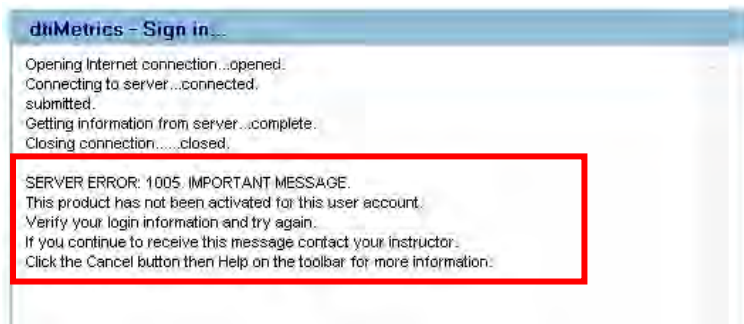 dtiMetrics - Sign in...
Opening Internet connection...opened.
Connecting to server...connected.
submitted.
Getting information from server...complete.
Closing connection......closed.
SERVER ERROR: 1005. IMPORTANT MESSAGE.
This product has not been activated for this user account.
Verify your login information and try again.
If you continue to receive this message contact your instructor.
Click the Cancel button then Help on the toolbar for more information.